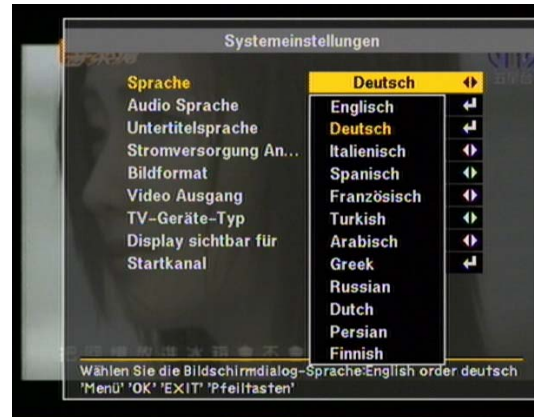 Systemeinstellungen
Sprache
Deutsch
Audio Sprache
Untertitelsprache
Stromversorgung An...
Bildformat
Video Ausgang
TV-Geräte-Typ
Display sichtbar für
Startkanal
Englisch
Deutsch
Italienisch
Spanisch
Französisch
Turkish
Arabisch
Greek
Russian
Dutch
Persian
Finnish
Wählen Sie die Bildschirmdialog-Sprache:English order deutsch
'Menü' 'OK' 'EXIT' 'Pfeiltasten'